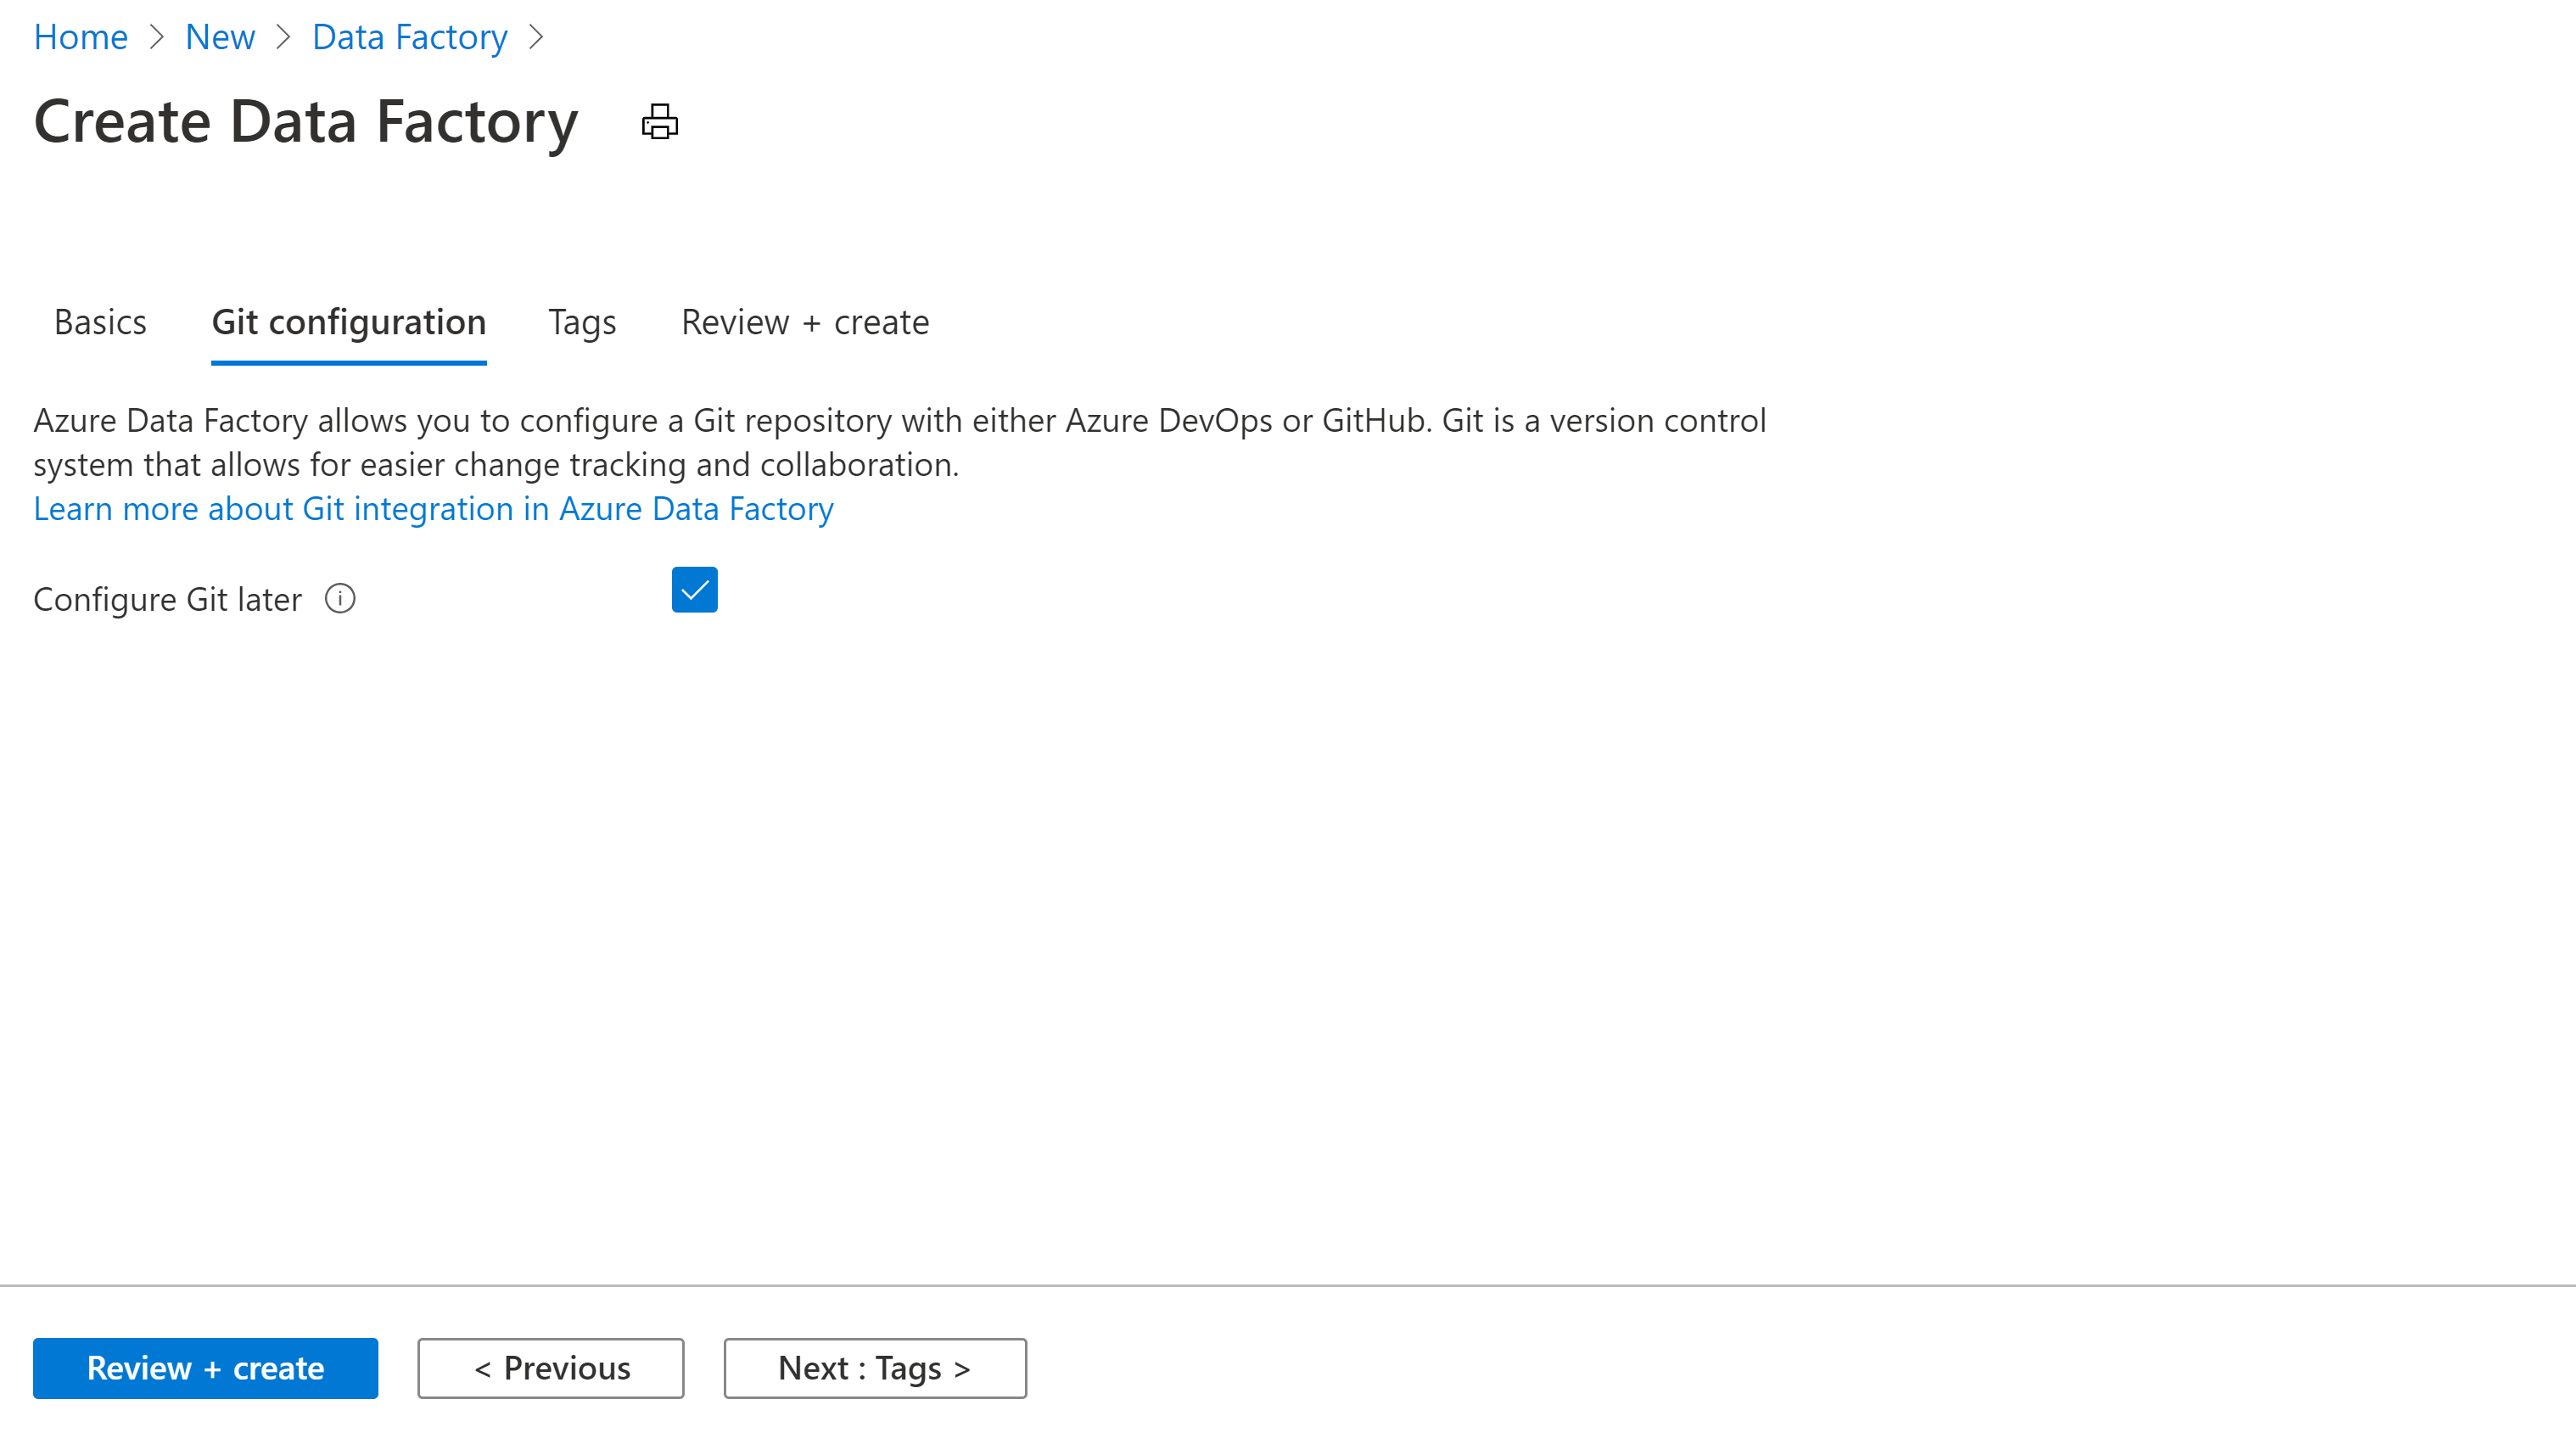 Home > New > Data Factory >
Create Data Factory
Basics Git configuration Tags Review + create
Azure Data Factory allows you to configure a Git repository with either Azure DevOps or GitHub. Git is a version control
system that allows for easier change tracking and collaboration.
Learn more about Git integration in Azure Data Factory
Configure Git later
Review + create < Previous Next : Tags >